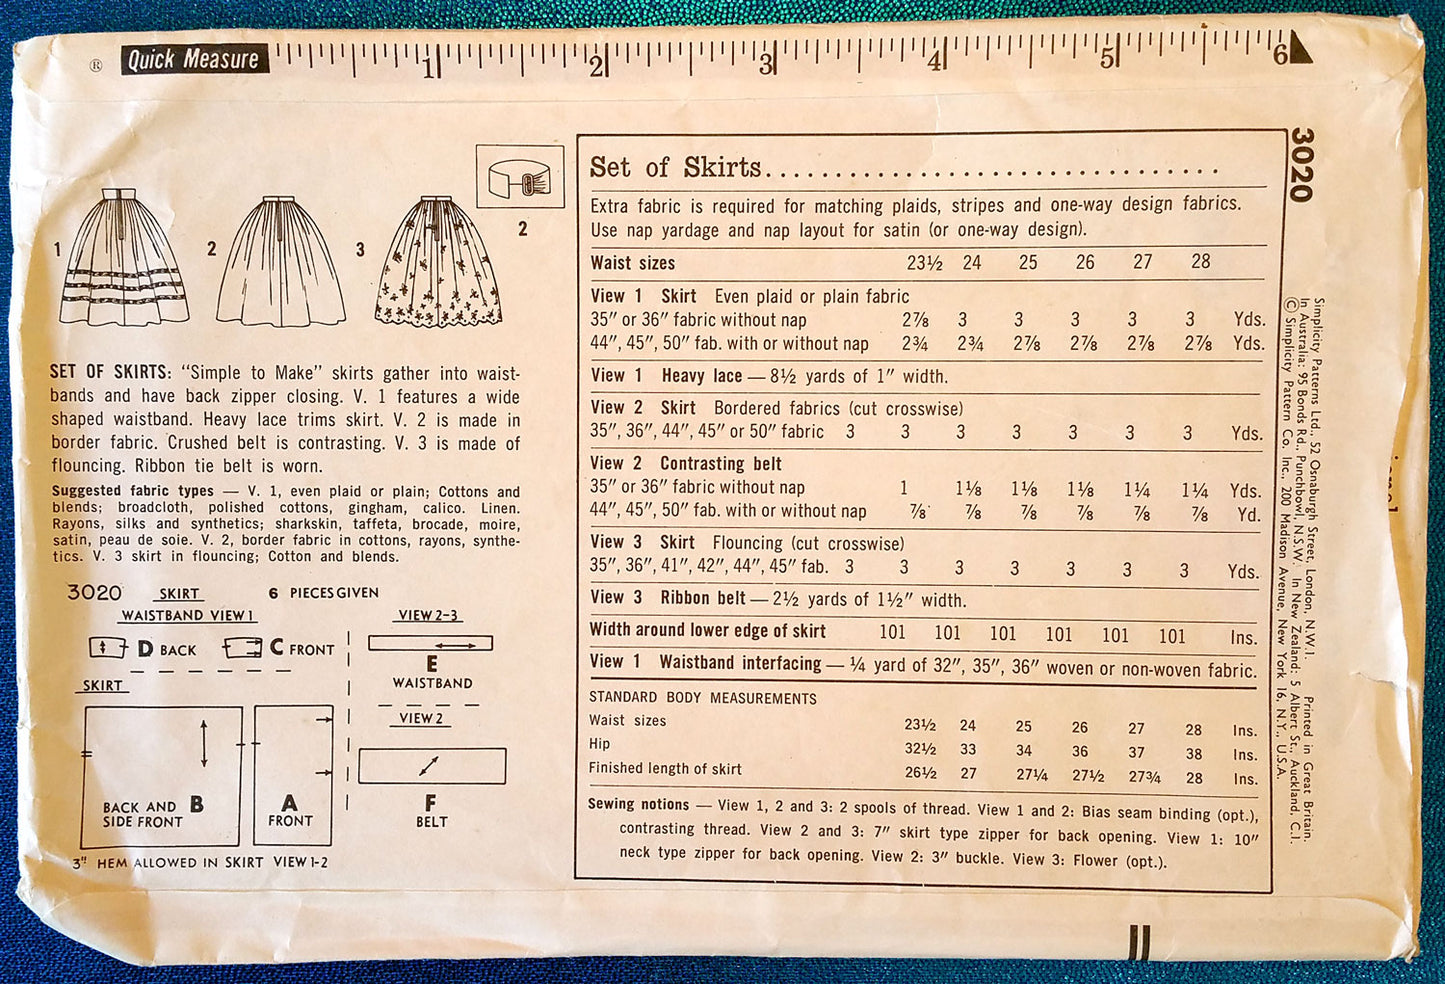 ® Quick Measure 1 2 3 4 5 6
1
2
3
2
SET OF SKIRTS: “Simple to Make” skirts gather into waist-
bands and have back zipper closing. V. 1 features a wide
shaped waistband. Heavy lace trims skirt. V. 2 is made in
border fabric. Crushed belt is contrasting. V. 3 is made of
flouncing. Ribbon tie belt is worn.
Suggested fabric types — V. 1, even plaid or plain; Cottons and
blends; broadcloth, polished cottons, gingham, calico. Linen.
Rayons, silks and synthetics; sharkskin, taffeta, brocade, moire,
satin, peau de soie. V. 2, border fabric in cottons, rayons, synthe-
tics. V. 3 skirt in flouncing; Cotton and blends.
3020 SKIRT 6 PIECES GIVEN
WAISTBAND VIEW 1
D BACK C FRONT
SKIRT
BACK AND B
SIDE FRONT
A
FRONT
3" HEM ALLOWED IN SKIRT VIEW 1-2
VIEW 2-3
E
WAISTBAND
VIEW 2
F
BELT
Set of Skirts. . . . . . . . . . . . . . . . . . . . . . . . . . . . . . . . . .
Extra fabric is required for matching plaids, stripes and one-way design fabrics.
Use nap yardage and nap layout for satin (or one-way design).
Waist sizes 23½ 24 25 26 27 28
View 1 Skirt Even plaid or plain fabric
35″ or 36″ fabric without nap 2⅞ 3 3 3 3 3 Yds.
44″, 45″, 50″ fab. with or without nap 2¾ 2¾ 2⅞ 2⅞ 2⅞ 2⅞ Yds.
View 1 Heavy lace — 8½ yards of 1″ width.
View 2 Skirt Bordered fabrics (cut crosswise)
35″, 36″, 44″, 45″ or 50″ fabric 3 3 3 3 3 3 3 Yds.
View 2 Contrasting belt
35″ or 36″ fabric without nap 1 1⅛ 1⅛ 1⅛ 1¼ 1¼ Yds.
44″, 45″, 50″ fab. with or without nap ⅞ ⅞ ⅞ ⅞ ⅞ ⅞ Yd.
View 3 Skirt Flouncing (cut crosswise)
35″, 36″, 41″, 42″, 44″, 45″ fab. 3 3 3 3 3 3 3 Yds.
View 3 Ribbon belt — 2½ yards of 1½″ width.
Width around lower edge of skirt 101 101 101 101 101 101 Ins.
View 1 Waistband interfacing — ¼ yard of 32″, 35″, 36″ woven or non-woven fabric.
STANDARD BODY MEASUREMENTS
Waist sizes 23½ 24 25 26 27 28 Ins.
Hip 32½ 33 34 36 37 38 Ins.
Finished length of skirt 26½ 27 27¼ 27½ 27¾ 28 Ins.
Sewing notions — View 1, 2 and 3: 2 spools of thread. View 1 and 2: Bias seam binding (opt.),
contrasting thread. View 2 and 3: 7″ skirt type zipper for back opening. View 1: 10″
neck type zipper for back opening. View 2: 3″ buckle. View 3: Flower (opt.).
3020
Simplicity Patterns Ltd., 52 Osnaburgh Street, London, N.W.1. Printed in Great Britain.
In Australia: 95 Bonds Rd., Punchbowl, N.S.W. In New Zealand: 5 Albert St., Auckland, C.1.
© Simplicity Pattern Co. Inc., 200 Madison Avenue, New York 16, N.Y., U.S.A.